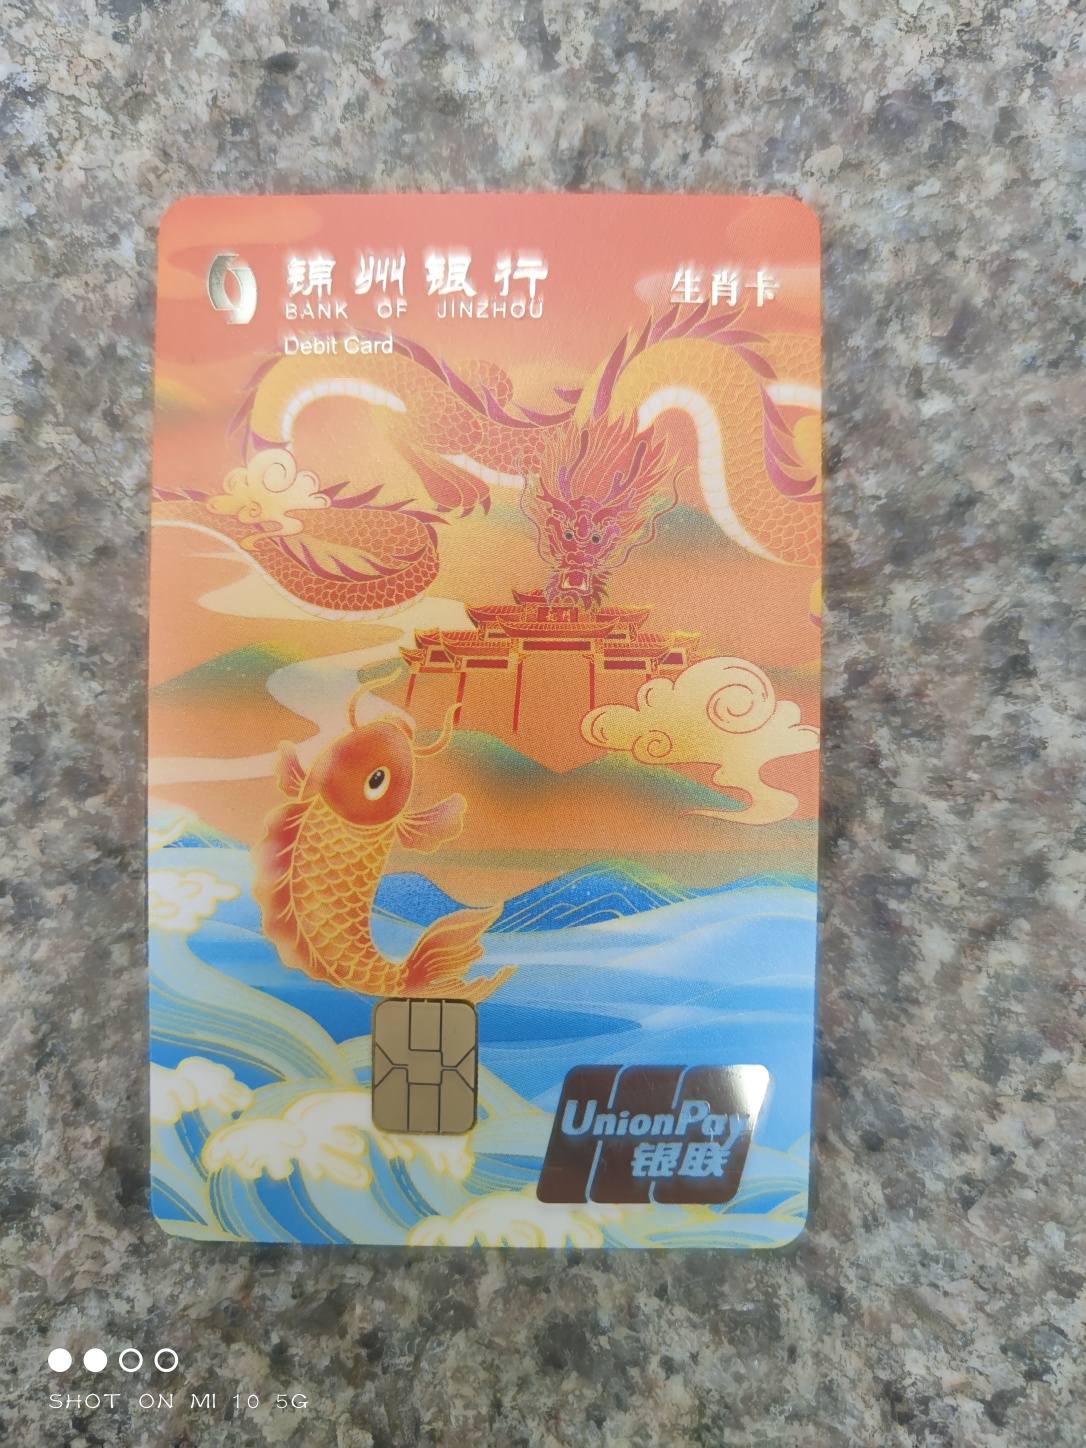 锦州银行
生肖卡
BANK OF JINZHOU
Debit Card
UnionPay
银联
SHOT ON MI 10 5G